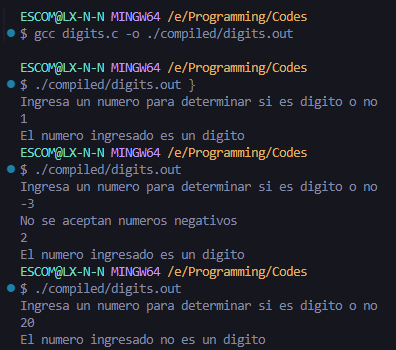 ESCOM@LX-N-N MINGW64 /e/Programming/Codes
$ gcc digits.c -o ./compiled/digits.out
ESCOM@LX-N-N MINGW64 /e/Programming/Codes
$ ./compiled/digits.out }
Ingresa un numero para determinar si es digito o no
1
El numero ingresado es un digito
ESCOM@LX-N-N MINGW64 /e/Programming/Codes
$ ./compiled/digits.out
Ingresa un numero para determinar si es digito o no
-3
No se aceptan numeros negativos
2
El numero ingresado es un digito
ESCOM@LX-N-N MINGW64 /e/Programming/Codes
$ ./compiled/digits.out
Ingresa un numero para determinar si es digito o no
20
El numero ingresado no es un digito